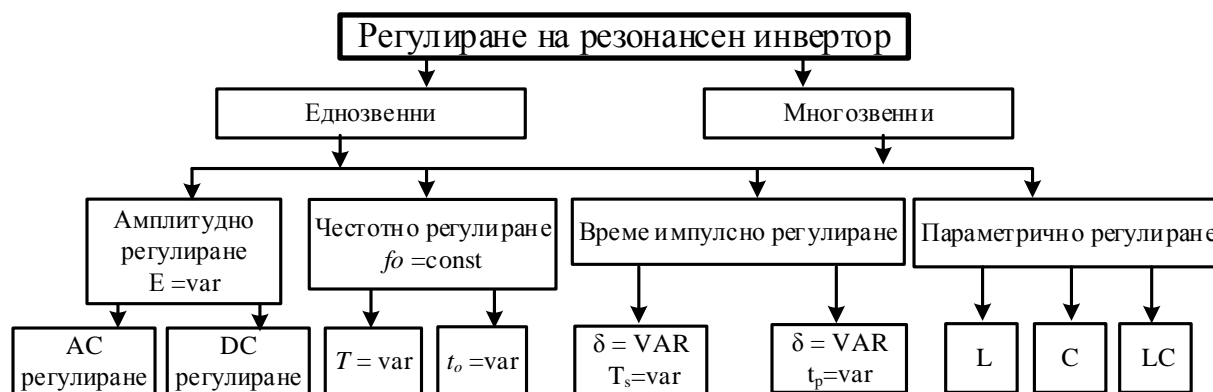 Регулиране на резонансен инвертор
Еднозвенни
Многозвенни
Амплитудно
регулиране
E =var
Честотно регулиране
fo =const
Време импулсно регулиране
Параметрично регулиране
AC
регулиране
DC
регулиране
T = var
to =var
δ = VAR
Ts=var
δ = VAR
tp=var
L
C
LC